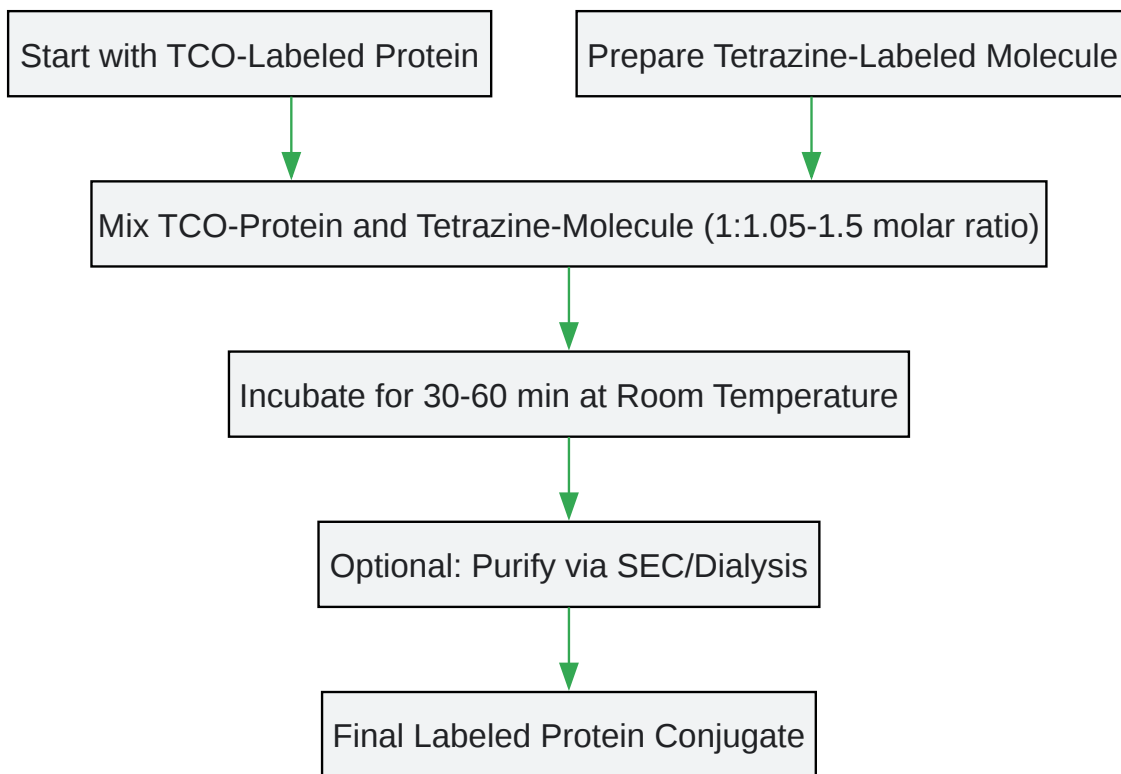 Start with TCO-Labeled Protein
Prepare Tetrazine-Labeled Molecule
Mix TCO-Protein and Tetrazine-Molecule (1:1.05-1.5 molar ratio)
Incubate for 30-60 min at Room Temperature
Optional: Purify via SEC/Dialysis
Final Labeled Protein Conjugate